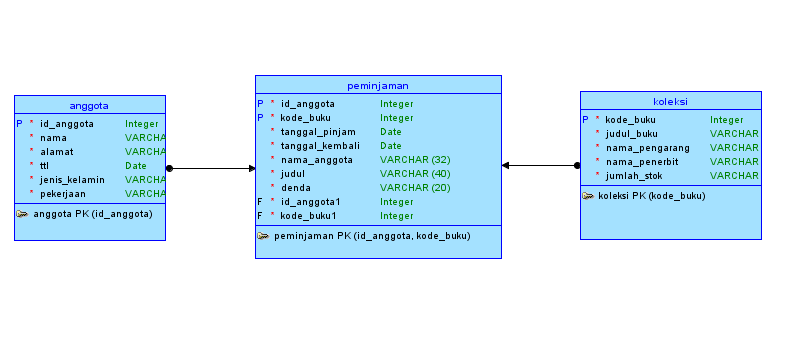 anggota
P * id_anggota Integer
* nama VARCHA
* alamat VARCHA
* ttl Date
* jenis_kelamin VARCHA
* pekerjaan VARCHA
anggota PK (id_anggota)
peminjaman
P * id_anggota Integer
P * kode_buku Integer
* tanggal_pinjam Date
* tanggal_kembali Date
* nama_anggota VARCHAR (32)
* judul VARCHAR (40)
* denda VARCHAR (20)
F * id_anggota1 Integer
F * kode_buku1 Integer
peminjaman PK (id_anggota, kode_buku)
koleksi
P * kode_buku Integer
* judul_buku VARCHAR
* nama_pengarang VARCHAR
* nama_penerbit VARCHAR
* jumlah_stok VARCHAR
koleksi PK (kode_buku)